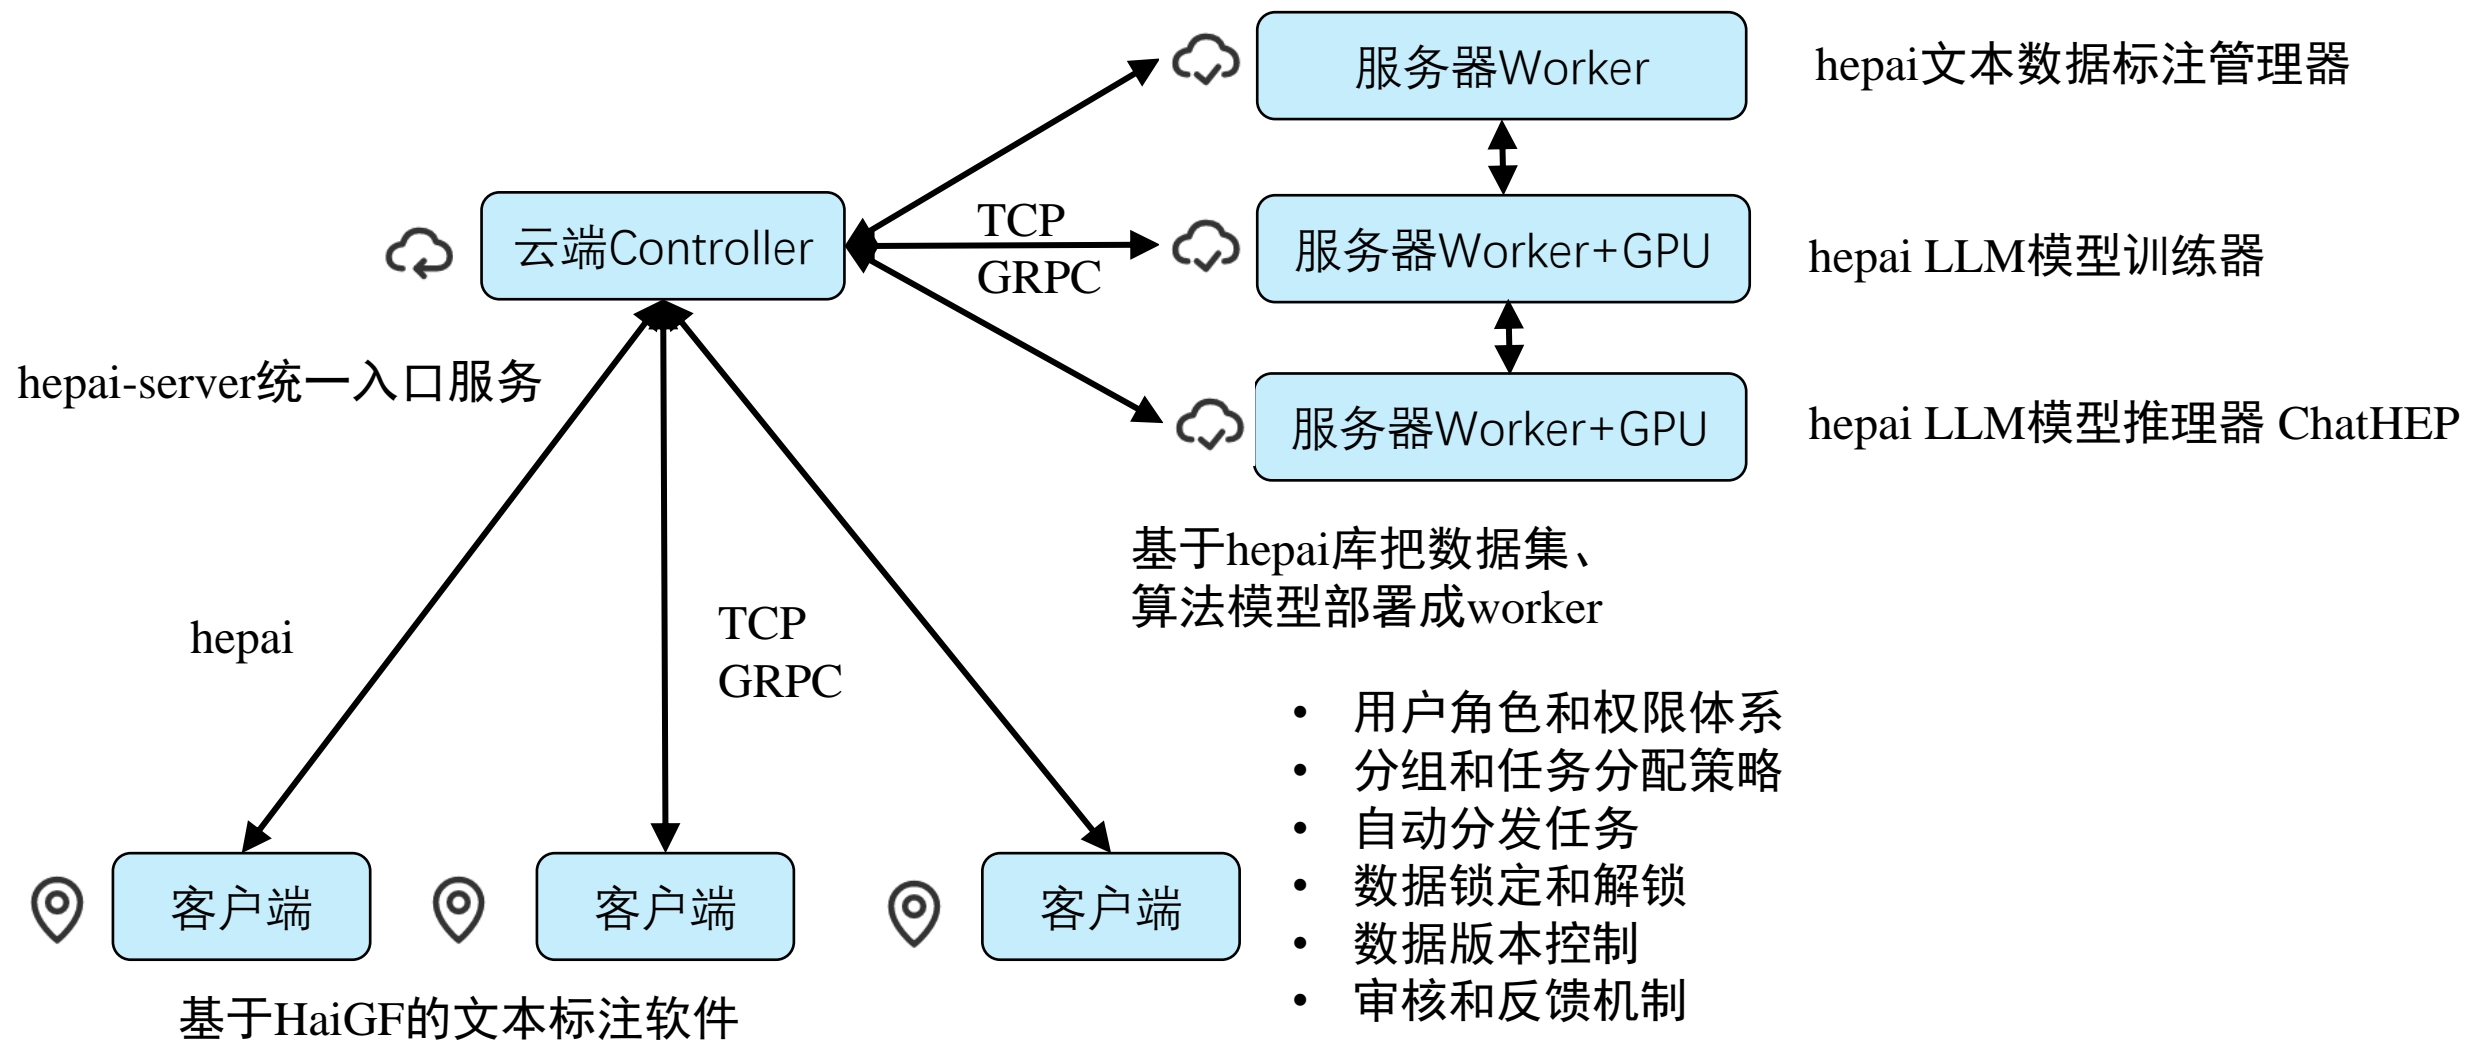 服务器Worker
hepai文本数据标注管理器
云端Controller
TCP
GRPC
服务器Worker+GPU
hepai LLM模型训练器
hepai-server统一入口服务
服务器Worker+GPU
hepai LLM模型推理器 ChatHEP
基于hepai库把数据集、
算法模型部署成worker
hepai
TCP
GRPC
• 用户角色和权限体系
• 分组和任务分配策略
• 自动分发任务
• 数据锁定和解锁
• 数据版本控制
• 审核和反馈机制
客户端
客户端
客户端
基于HaiGF的文本标注软件